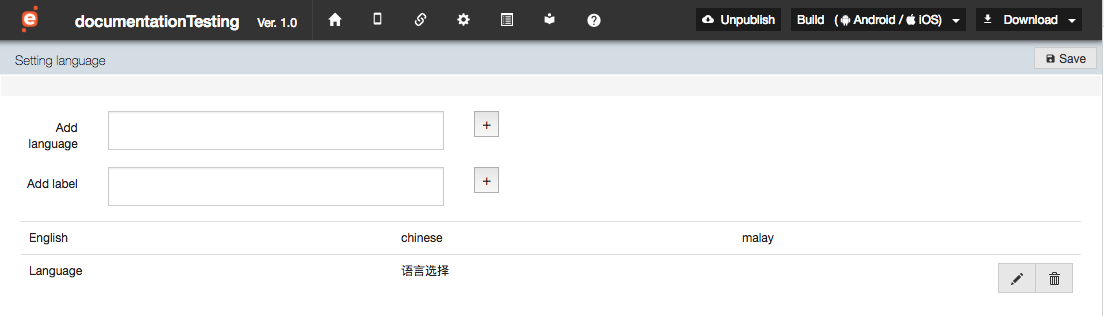 documentationTesting Ver. 1.0 Unpublish Build ( Android / iOS) Download
Setting language Save
Add
language
+
Add label +
English chinese malay
Language 语言选择